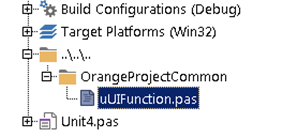 Build Configurations (Debug)
Target Platforms (Win32)
..\..\..
OrangeProjectCommon
uUIFunction.pas
Unit4.pas